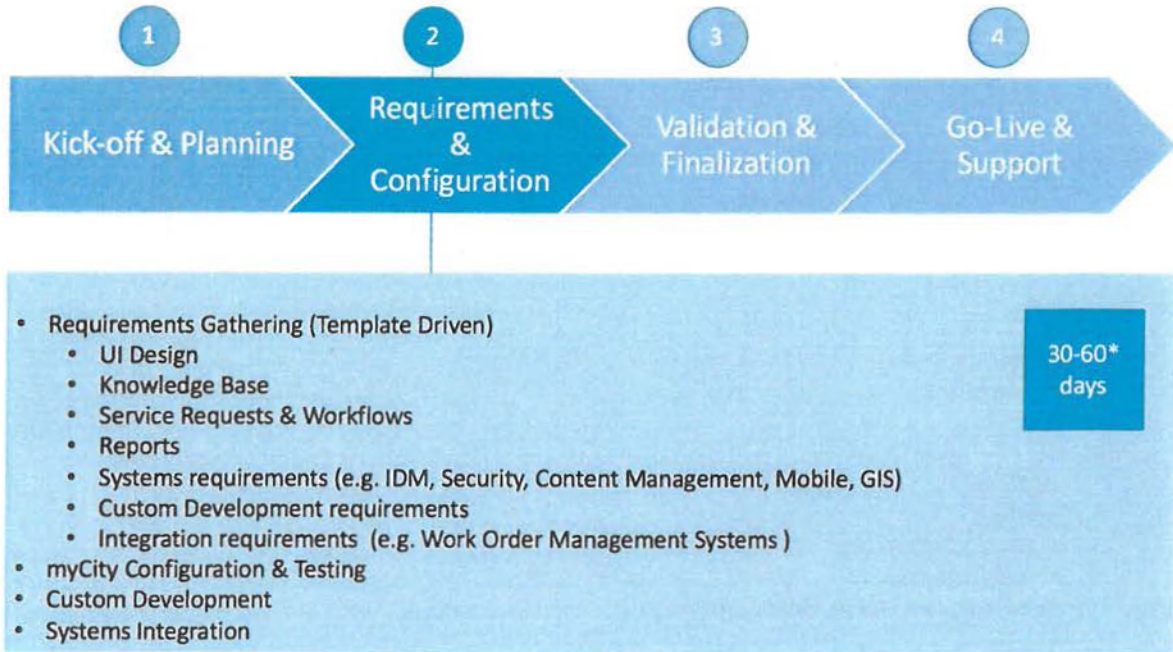 1
2
3
4
Kick-off & Planning
Requirements
&
Configuration
Validation &
Finalization
Go-Live &
Support
• Requirements Gathering (Template Driven)
• UI Design
• Knowledge Base
• Service Requests & Workflows
• Reports
• Systems requirements (e.g. IDM, Security, Content Management, Mobile, GIS)
• Custom Development requirements
• Integration requirements (e.g. Work Order Management Systems )
• myCity Configuration & Testing
• Custom Development
• Systems Integration
30-60*
days